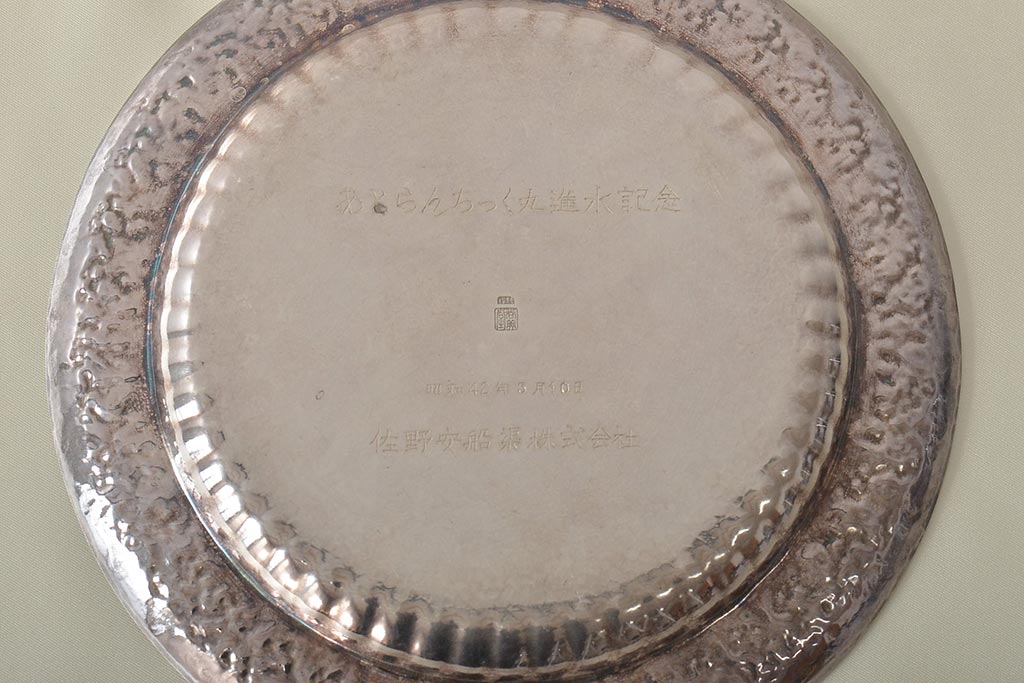 あとらんちっく丸進水記念
昭和42年3月10日
佐野安船渠株式会社